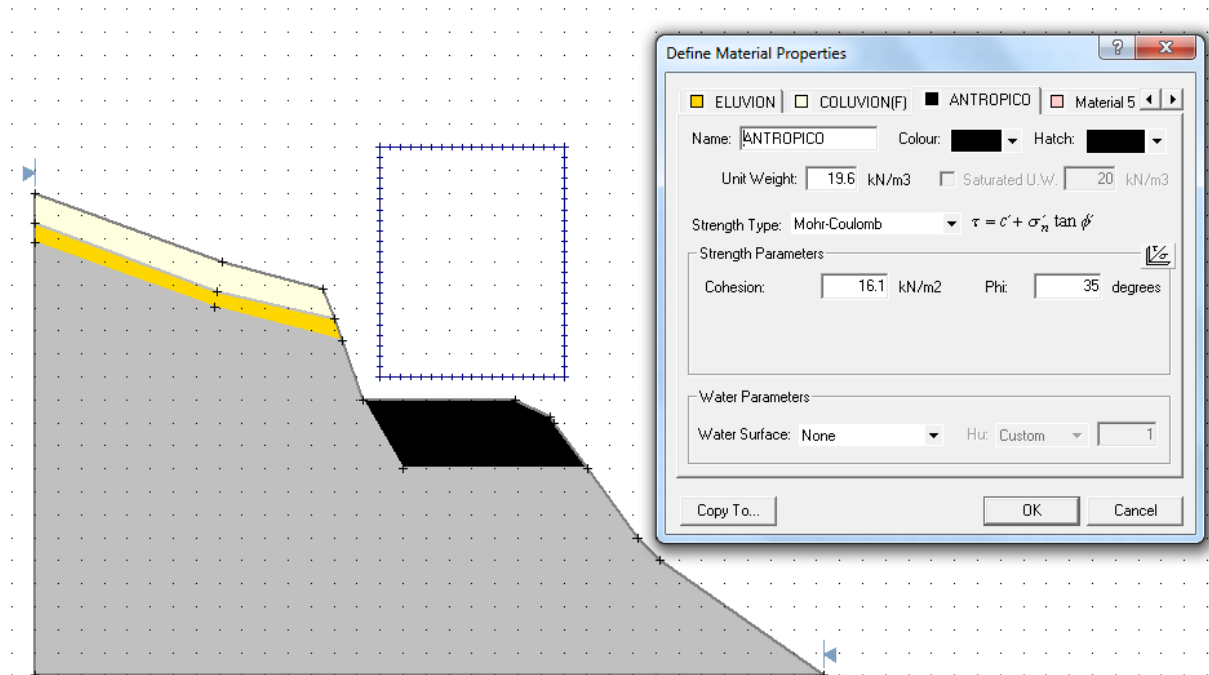 Define Material Properties
ELUVION COLUVION(F) ANTROPICO Material 5
Name: ANTROPICO Colour: Hatch:
Unit Weight: 19.6 kN/m3 Saturated U.W. 20 kN/m3
Strength Type: Mohr-Coulomb τ = c′ + σ′n tan ϕ′
Strength Parameters τ/σ
Cohesion: 16.1 kN/m2 Phi: 35 degrees
Water Parameters
Water Surface: None Hu: Custom 1
Copy To... OK Cancel